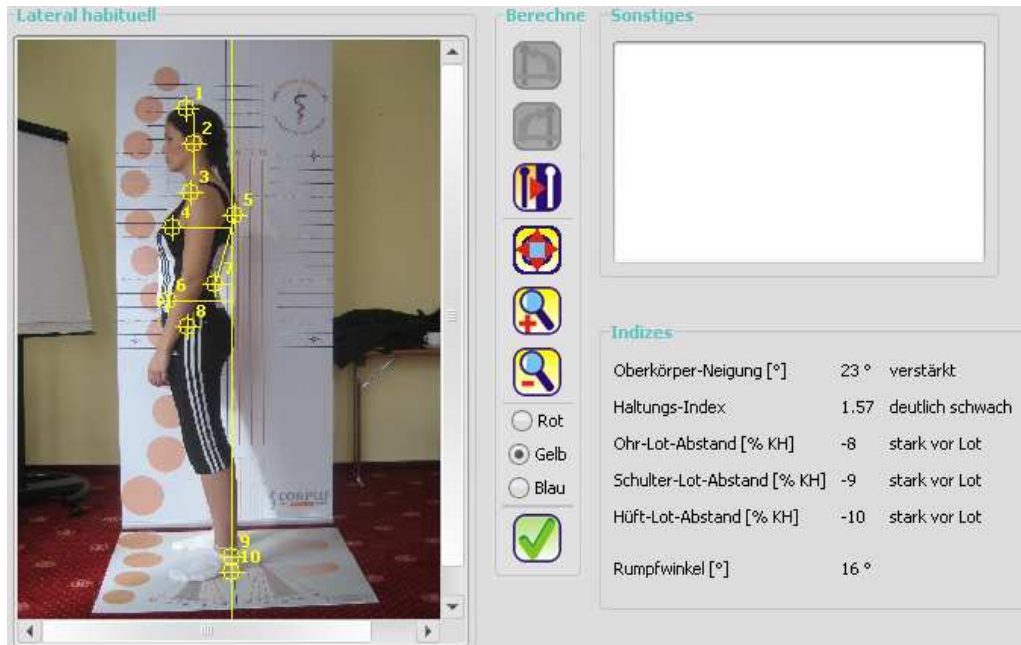 Lateral habituell
1
2
3
4
5
6
7
8
9
10
CORPUS
Berechne
Rot
Gelb
Blau
Sonstiges
Indizes
Oberkörper-Neigung [°] 23 ° verstärkt
Haltungs-Index 1.57 deutlich schwach
Ohr-Lot-Abstand [% KH] -8 stark vor Lot
Schulter-Lot-Abstand [% KH] -9 stark vor Lot
Hüft-Lot-Abstand [% KH] -10 stark vor Lot
Rumpfwinkel [°] 16 °